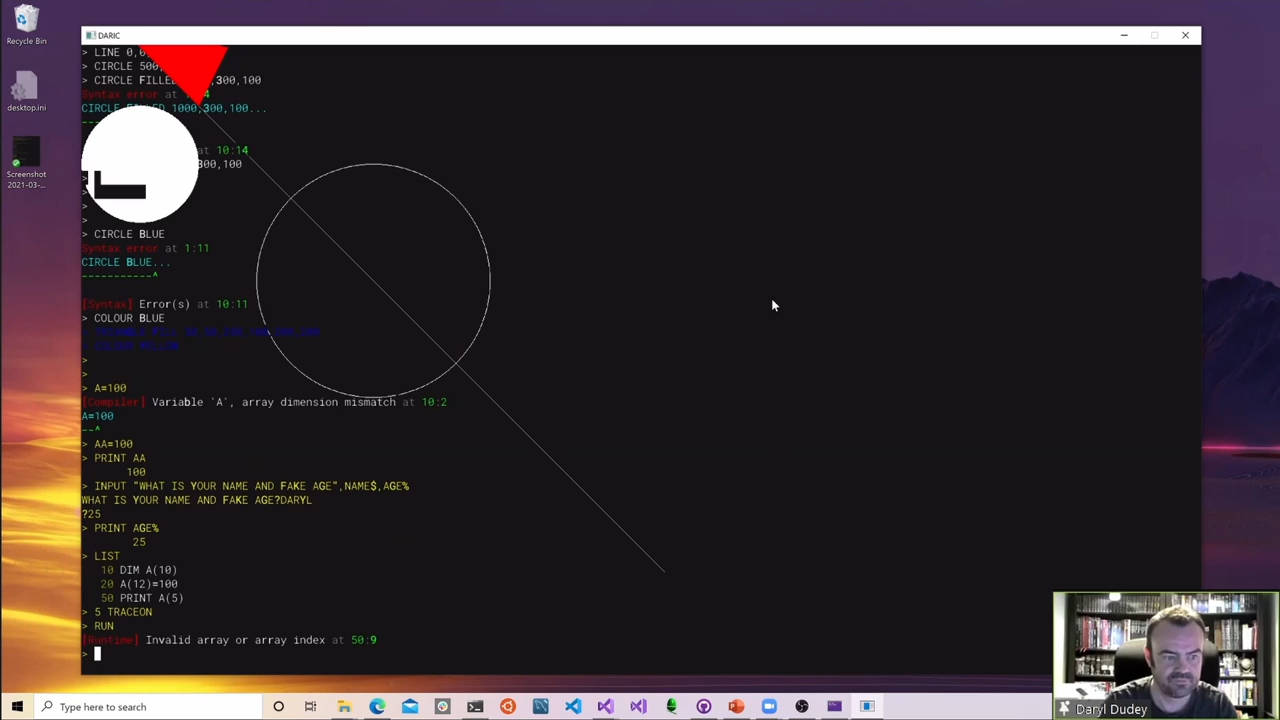 Recycle Bin
desktop.ini
Screenshot
2021-03-...
DARIC
> LINE 0,0
> CIRCLE 500,
> CIRCLE FILLED ,300,100
Syntax error at 4
CIRCLE FILLED 1000,300,100...
at 10:14
300,100
>
> CIRCLE BLUE
Syntax error at 1:11
CIRCLE BLUE...
-----------^
[Syntax] Error(s) at 10:11
> COLOUR BLUE
>
>
> A=100
[Compiler] Variable 'A', array dimension mismatch at 10:2
A=100
--^
> AA=100
> PRINT AA
100
> INPUT "WHAT IS YOUR NAME AND FAKE AGE",NAME$,AGE%
WHAT IS YOUR NAME AND FAKE AGE?DARYL
?25
> PRINT AGE%
25
> LIST
10 DIM A(10)
20 A(12)=100
50 PRINT A(5)
> 5 TRACEON
> RUN
[Runtime] Invalid array or array index at 50:9
>
Daryl Dudey
Type here to search